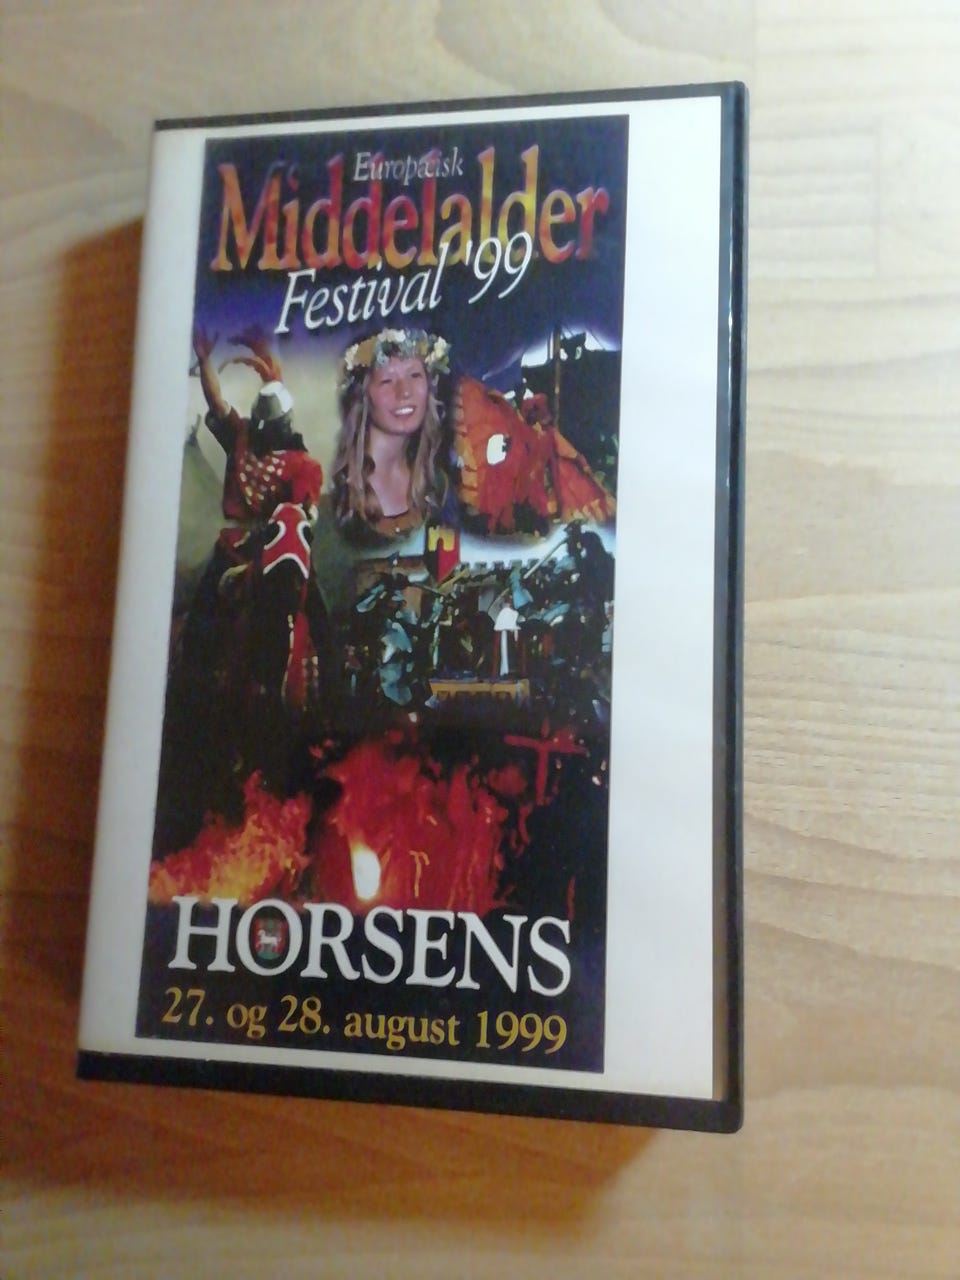 Europæisk
Middelalder
Festival '99
HORSENS
27. og 28. august 1999